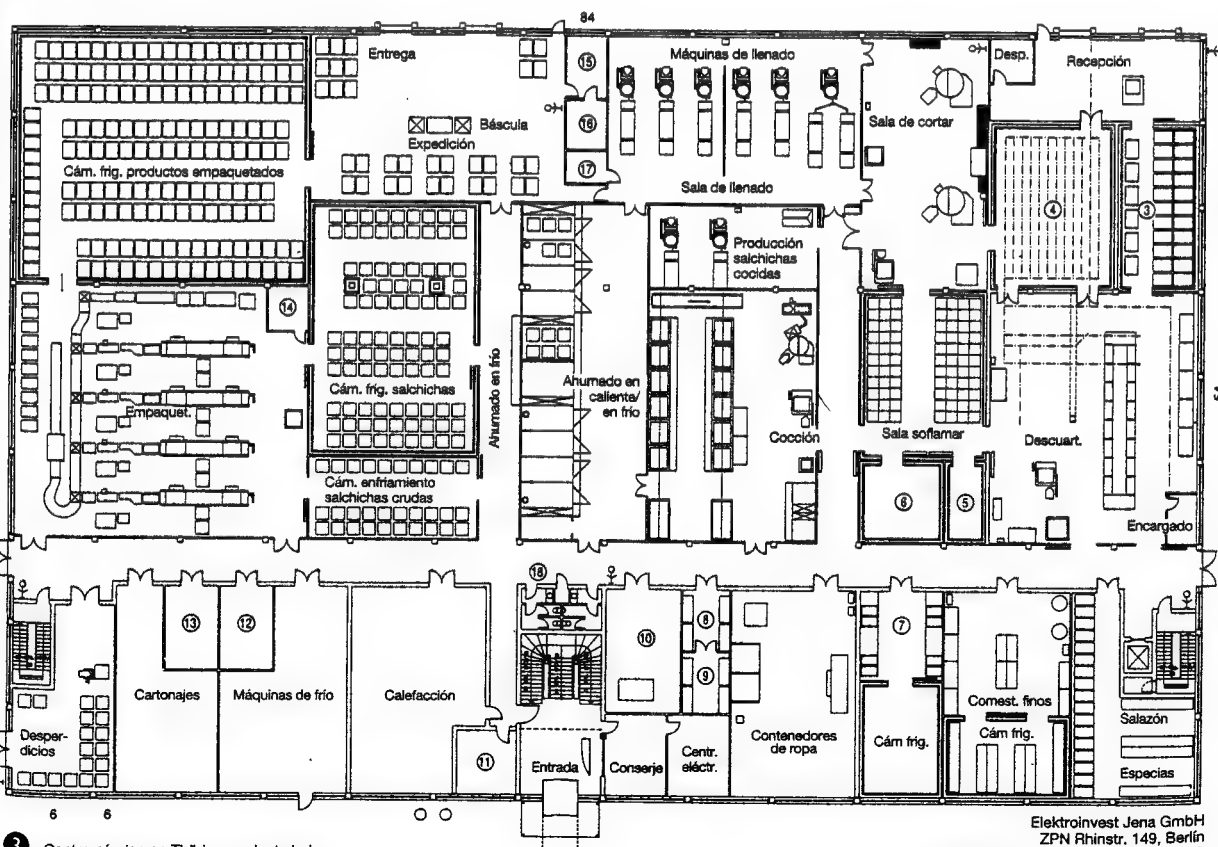 84
Entrega
Máquinas de llenado
Desp.
Recepción
15
16
17
Báscula
Expedición
Sala de cortar
Cám. frig. productos empaquetados
Sala de llenado
4
3
Producción
salchichas
cocidas
14
Cám. frig. salchichas
Ahumado en frío
Ahumado en
caliente/
en frío
Empaquet.
Cocción
Sala soflamar
Descuart.
Cám. enfriamiento
salchichas crudas
6
5
Encargado
18
13
12
10
8
9
7
Cartonajes
Máquinas de frío
Calefacción
Comest. finos
Salazón
Desper-
dicios
11
Entrada
Conserje
Centr.
eléctr.
Contenedores
de ropa
Cám frig.
Cám frig.
Especias
6
6
Elektroinvest Jena GmbH
ZPN Rhinstr. 149, Berlín
3